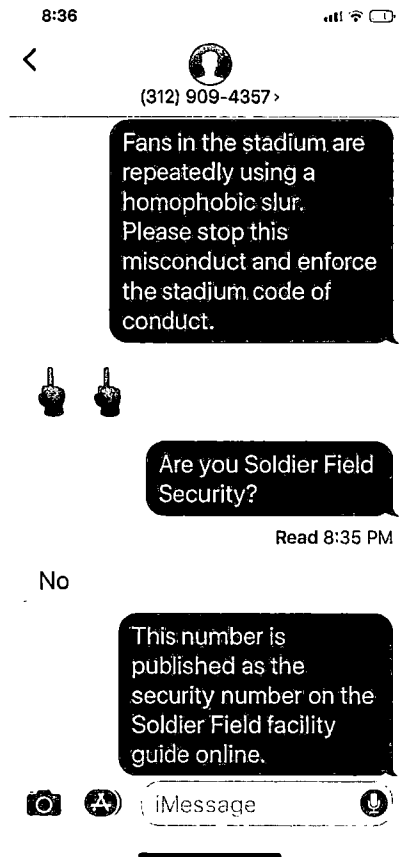 8:36
(312) 909-4357 ›
Fans in the stadium are
repeatedly using a
homophobic slur.
Please stop this
misconduct and enforce
the stadium code of
conduct.
🖕 🖕
Are you Soldier Field
Security?
Read 8:35 PM
No
This number is
published as the
security number on the
Soldier Field facility
guide online.
iMessage